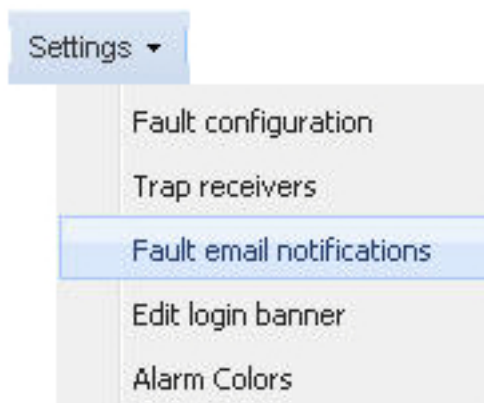 Settings
Fault configuration
Trap receivers
Fault email notifications
Edit login banner
Alarm Colors